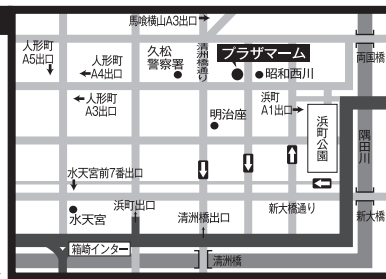 馬喰横山A3出口
人形町
A5出口
人形町
A4出口
久松
警察署
清洲橋通り
プラザマーム
昭和西川
両国橋
人形町
A3出口
明治座
浜町
A1出口
浜町公園
隅田川
水天宮前7番出口
水天宮
浜町出口
清洲橋出口
新大橋通り
新大橋
箱崎インター
清洲橋